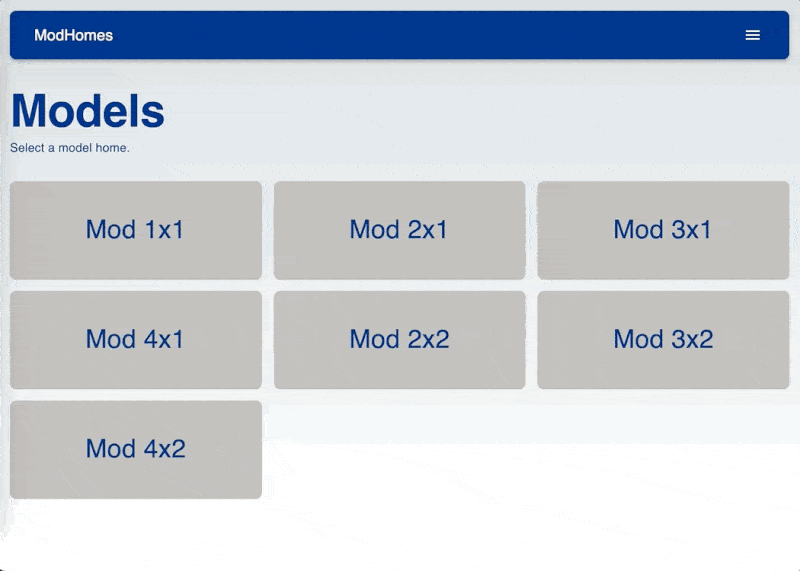 ModHomes
Models
Select a model home.
Mod 1x1
Mod 2x1
Mod 3x1
Mod 4x1
Mod 2x2
Mod 3x2
Mod 4x2